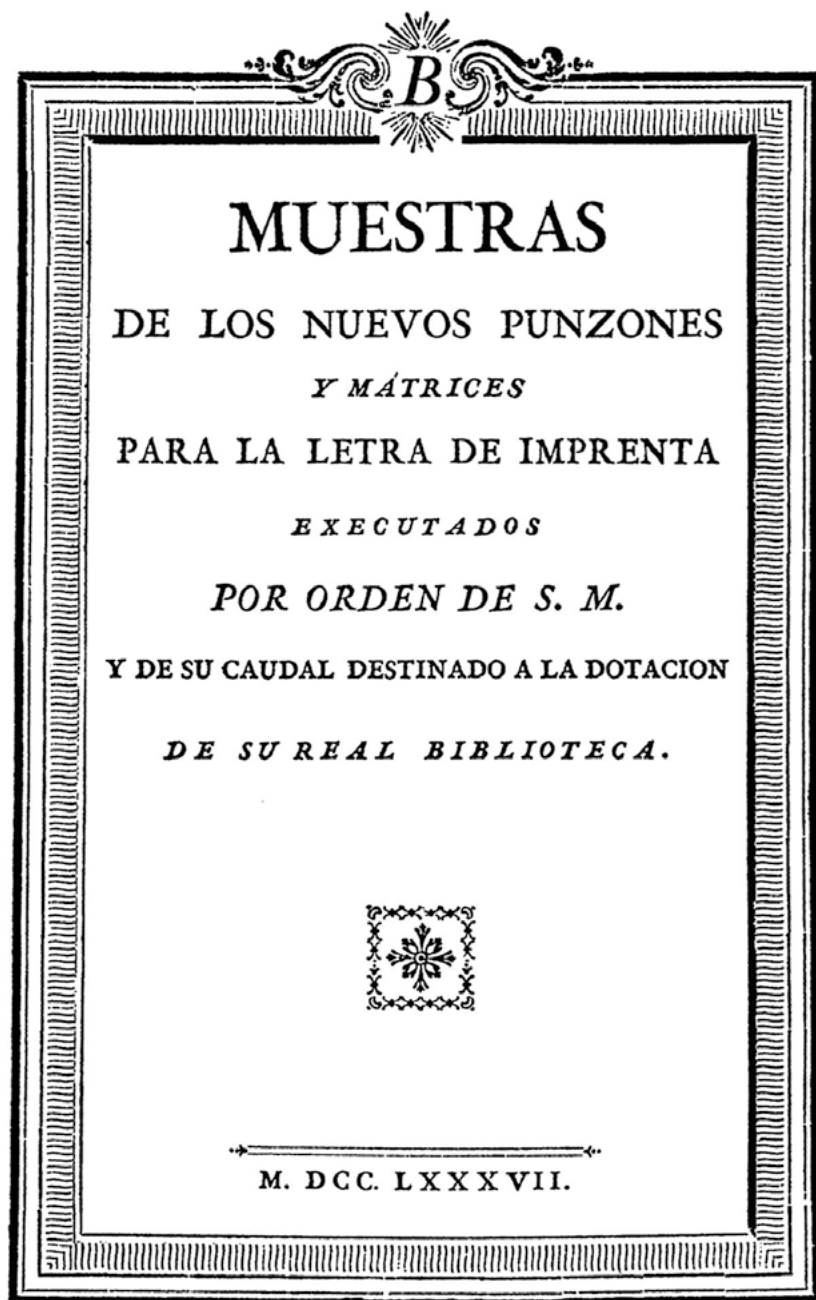 B
MUESTRAS
DE LOS NUEVOS PUNZONES
Y MÁTRICES
PARA LA LETRA DE IMPRENTA
EXECUTADOS
POR ORDEN DE S. M.
Y DE SU CAUDAL DESTINADO A LA DOTACION
DE SU REAL BIBLIOTECA.
M. DCC. LXXXVII.